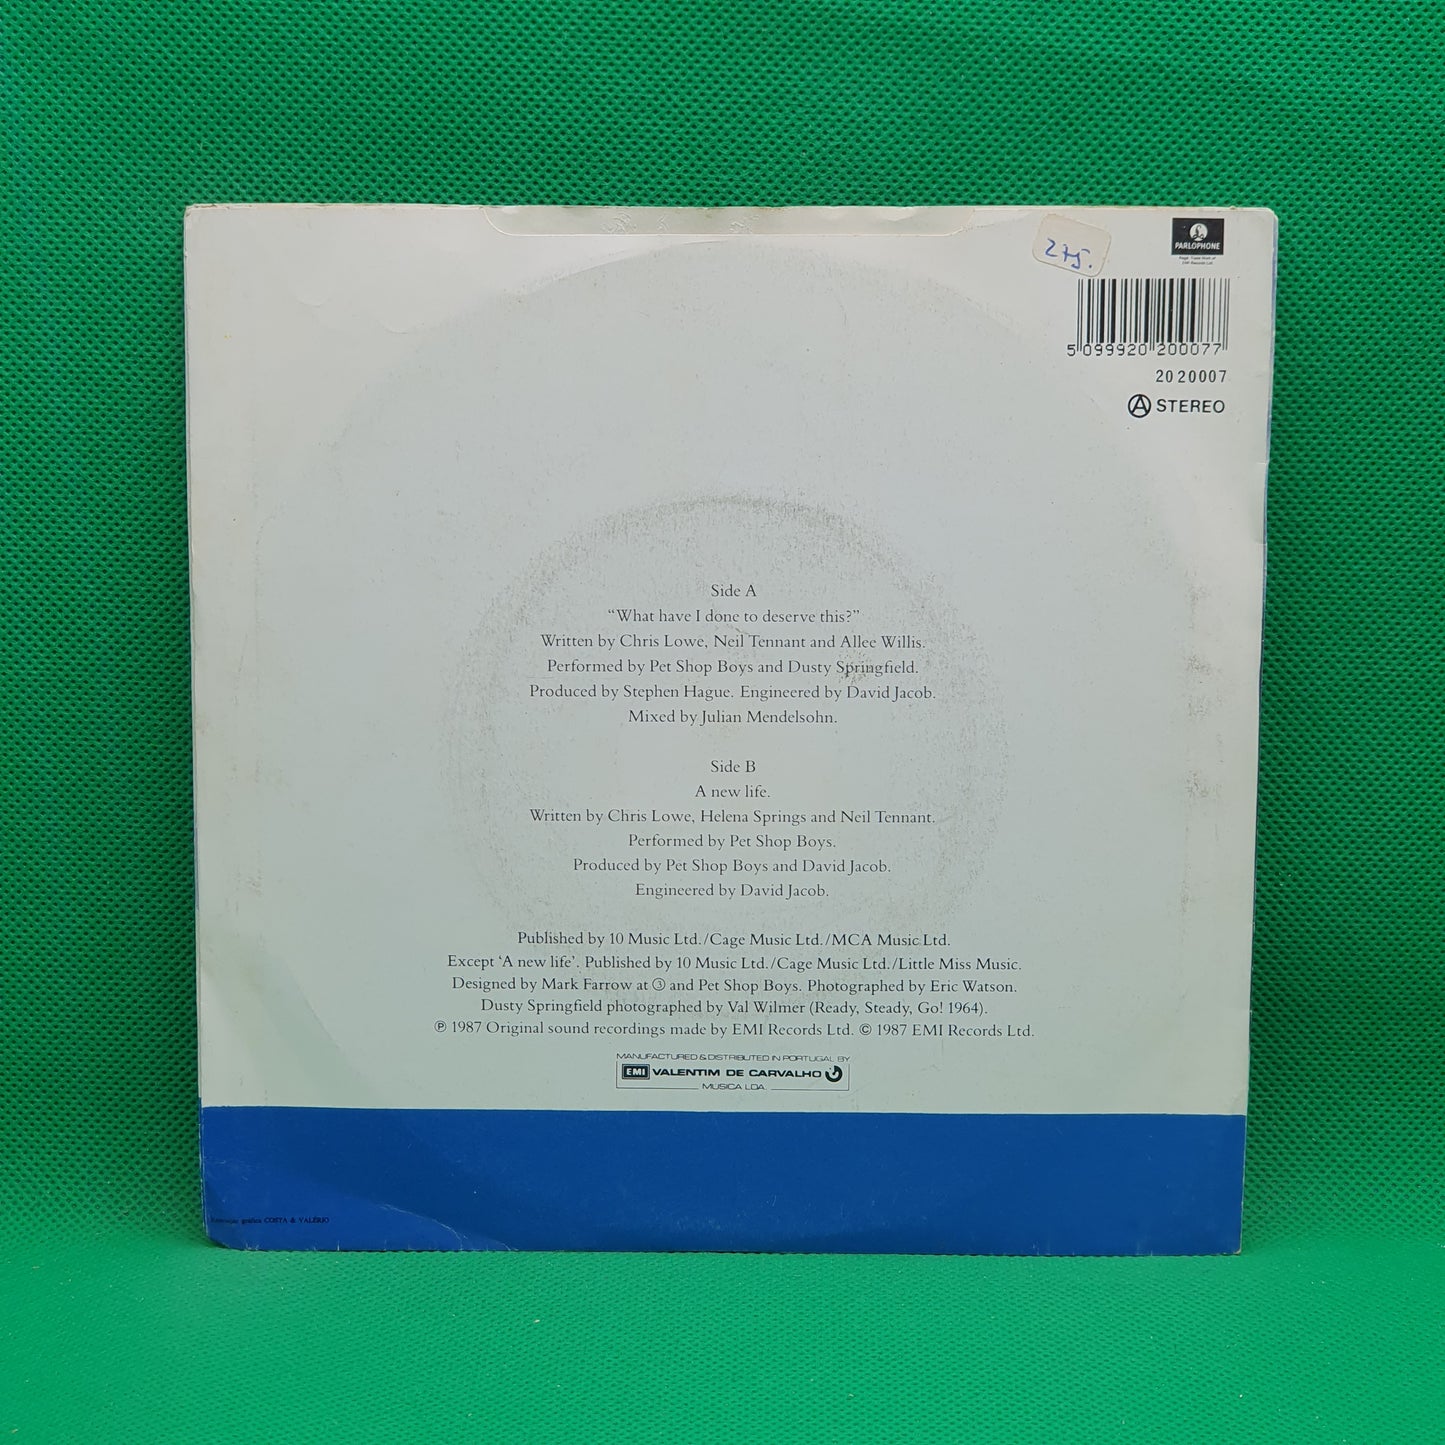 275.
PARLOPHONE
5 099920 200077
20 20007
A STEREO
Side A
“What have I done to deserve this?”
Written by Chris Lowe, Neil Tennant and Allee Willis.
Performed by Pet Shop Boys and Dusty Springfield.
Produced by Stephen Hague. Engineered by David Jacob.
Mixed by Julian Mendelsohn.
Side B
A new life.
Written by Chris Lowe, Helena Springs and Neil Tennant.
Performed by Pet Shop Boys.
Produced by Pet Shop Boys and David Jacob.
Engineered by David Jacob.
Published by 10 Music Ltd./Cage Music Ltd./MCA Music Ltd.
Except ‘A new life’. Published by 10 Music Ltd./Cage Music Ltd./Little Miss Music.
Designed by Mark Farrow at ③ and Pet Shop Boys. Photographed by Eric Watson.
Dusty Springfield photographed by Val Wilmer (Ready, Steady, Go! 1964).
℗ 1987 Original sound recordings made by EMI Records Ltd. © 1987 EMI Records Ltd.
MANUFACTURED & DISTRIBUTED IN PORTUGAL BY
EMI VALENTIM DE CARVALHO
MUSICA LDA.
gráfica COSTA & VALÉRIO